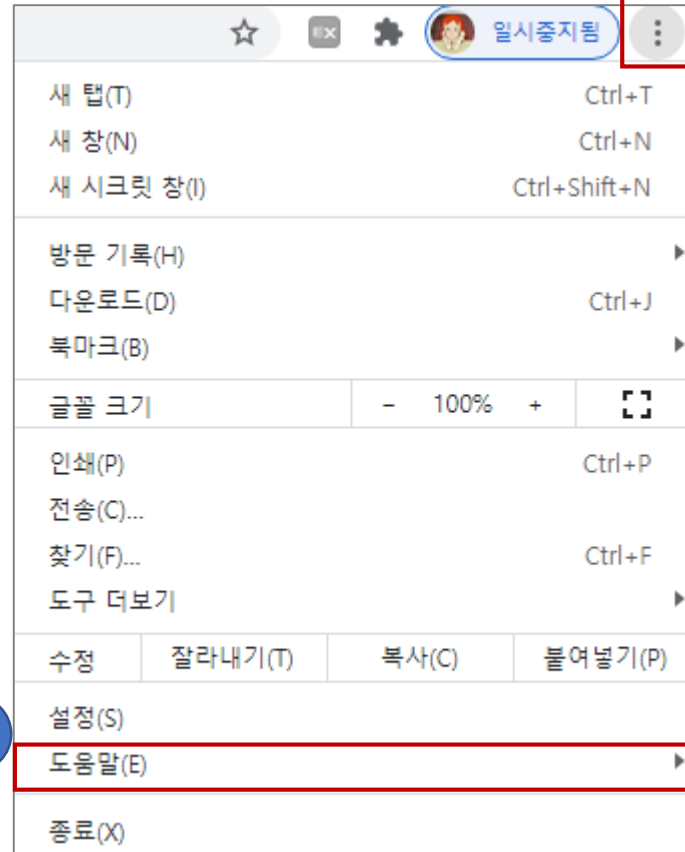 EX 일시중지됨
새 탭(T) Ctrl+T
새 창(N) Ctrl+N
새 시크릿 창(I) Ctrl+Shift+N
방문 기록(H)
다운로드(D) Ctrl+J
북마크(B)
글꼴 크기 - 100% +
인쇄(P) Ctrl+P
전송(C)...
찾기(F)... Ctrl+F
도구 더보기
수정 잘라내기(T) 복사(C) 붙여넣기(P)
설정(S)
도움말(E)
종료(X)